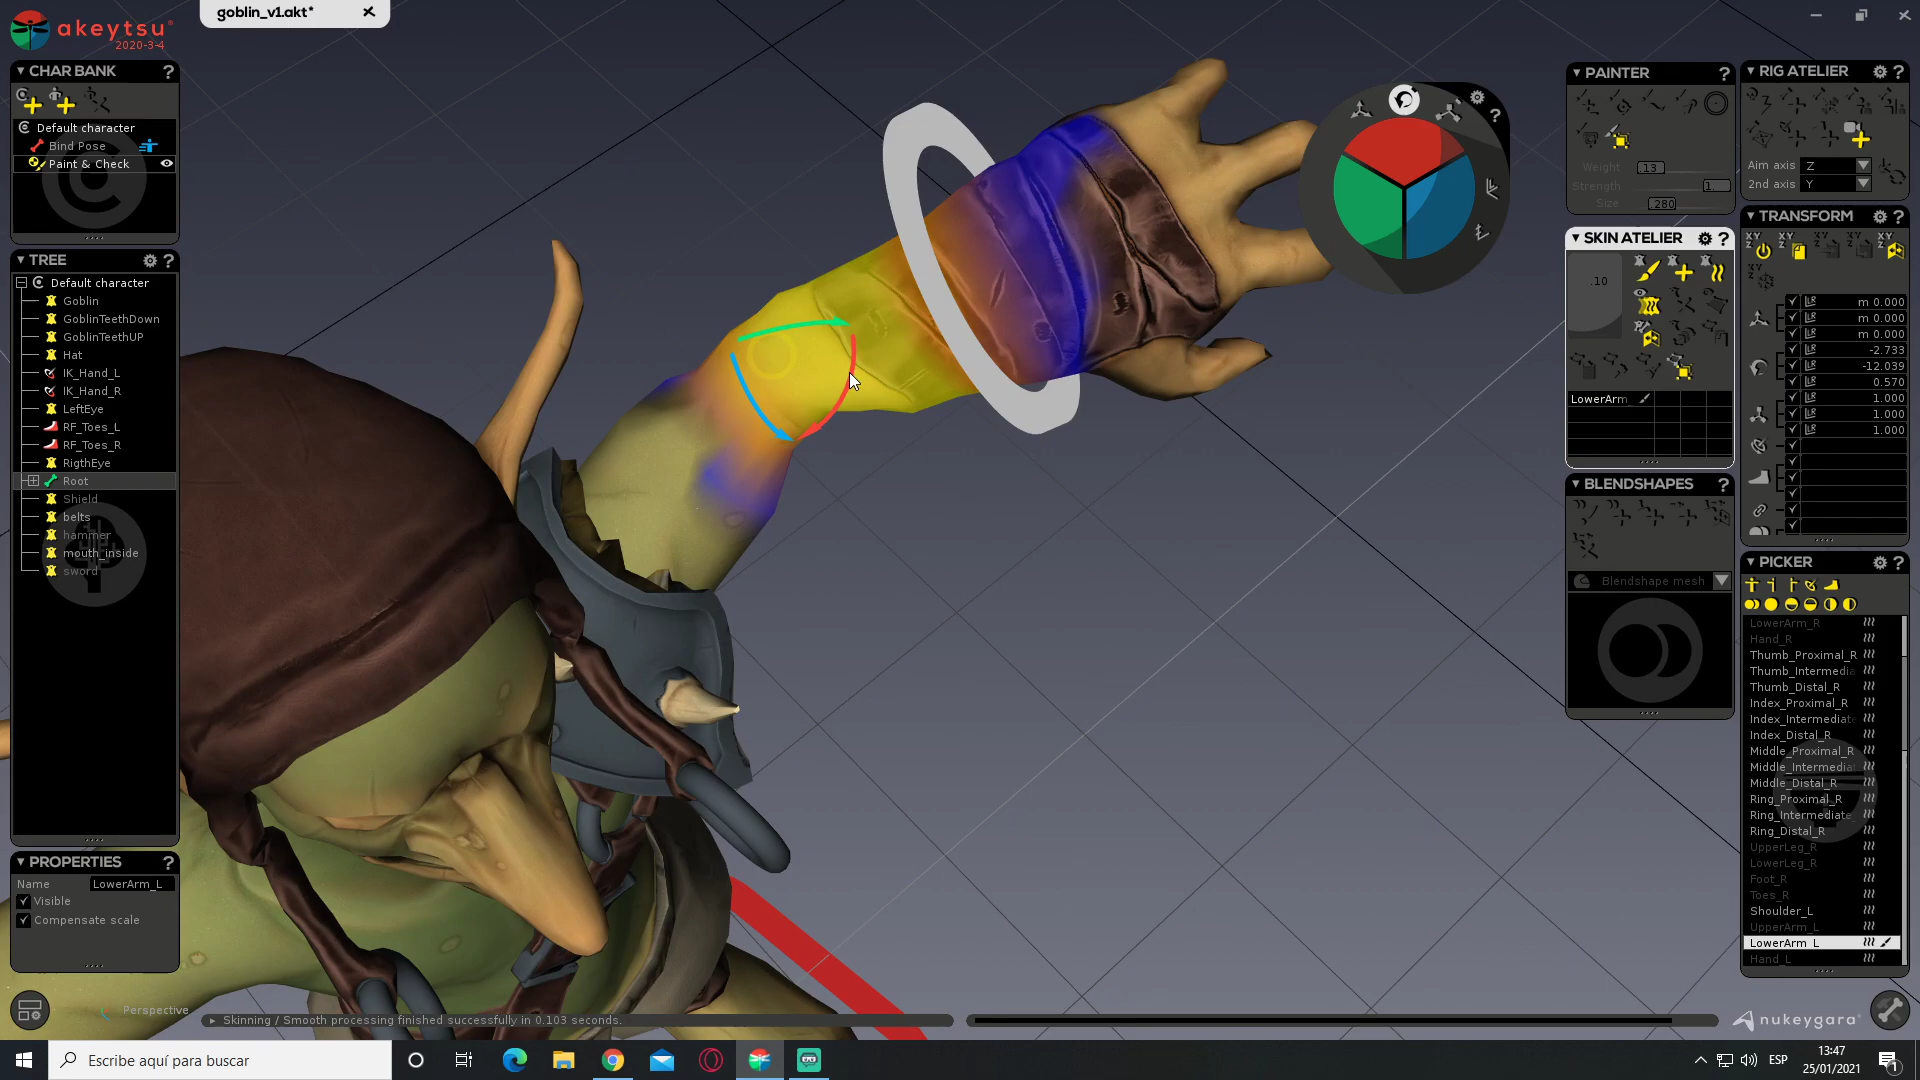 goblin_v1.akt*
akeytsu
2020-3-4
CHAR BANK
?
Default character
Bind Pose
Paint & Check
TREE
?
Default character
Goblin
GoblinTeethDown
GoblinTeethUP
Hat
IK_Hand_L
IK_Hand_R
LeftEye
RF_Toes_L
RF_Toes_R
RigthEye
Root
Shield
belts
hammer
mouth_inside
sword
PROPERTIES
?
Name LowerArm_L
Visible
Compensate scale
Perspective
Skinning / Smooth processing finished successfully in 0.103 seconds.
nukeygara
?
PAINTER
?
Weight .13
Strength 1.
Size .280
SKIN ATELIER
?
.10
LowerArm_
BLENDSHAPES
?
Blendshape mesh
RIG ATELIER
?
Aim axis Z
2nd axis Y
TRANSFORM
?
m 0.000
m 0.000
m 0.000
-2.733
-12.039
0.570
1.000
1.000
1.000
PICKER
?
LowerArm_R
Hand_R
Thumb_Proximal_R
Thumb_Intermedia
Thumb_Distal_R
Index_Proximal_R
Index_Intermediate
Index_Distal_R
Middle_Proximal_R
Middle_Intermedia
Middle_Distal_R
Ring_Proximal_R
Ring_Intermediate
Ring_Distal_R
UpperLeg_R
LowerLeg_R
Foot_R
Toes_R
Shoulder_L
UpperArm_L
LowerArm_L
Hand_L
Escribe aquí para buscar
ESP
13:47
25/01/2021
1